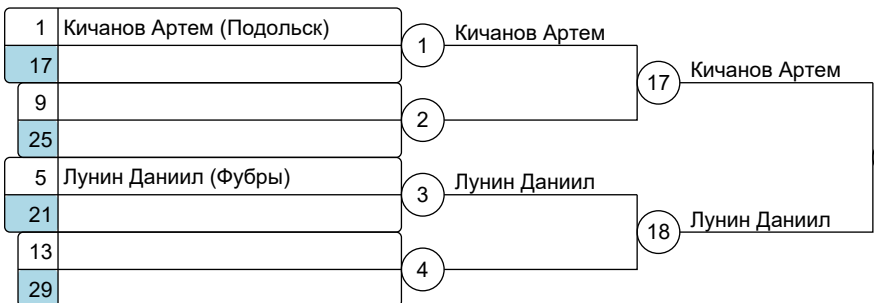 1 Кичанов Артем (Подольск)
17
1 Кичанов Артем
9
25
2
17 Кичанов Артем
5 Лунин Даниил (Фубры)
21
3 Лунин Даниил
13
29
4
18 Лунин Даниил